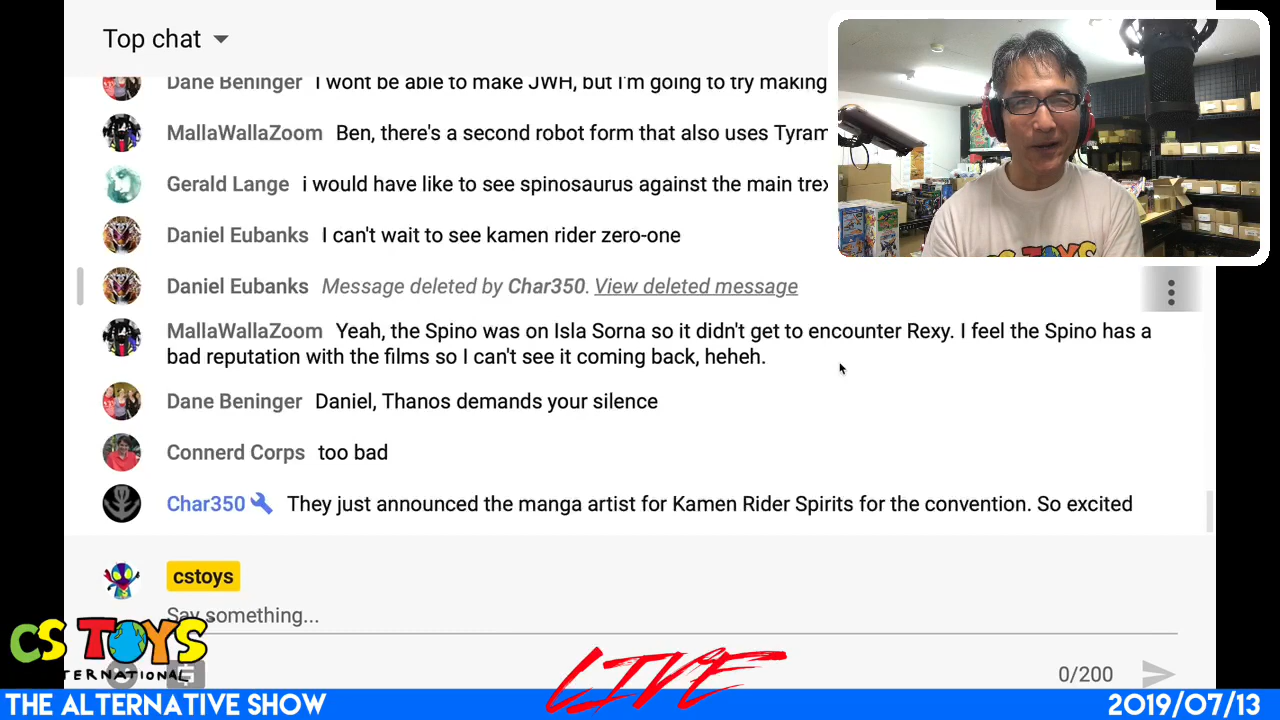 Top chat
Dane Beninger I wont be able to make JWH, but I'm going to try making
MallaWallaZoom Ben, there's a second robot form that also uses Tyram
Gerald Lange i would have like to see spinosaurus against the main trex
Daniel Eubanks I can't wait to see kamen rider zero-one
Daniel Eubanks Message deleted by Char350. View deleted message
MallaWallaZoom Yeah, the Spino was on Isla Sorna so it didn't get to encounter Rexy. I feel the Spino has a
bad reputation with the films so I can't see it coming back, heheh.
Dane Beninger Daniel, Thanos demands your silence
Connerd Corps too bad
Char350 They just announced the manga artist for Kamen Rider Spirits for the convention. So excited
cstoys
Say something...
CS TOYS
INTERNATIONAL
LIVE
0/200
THE ALTERNATIVE SHOW
2019/07/13